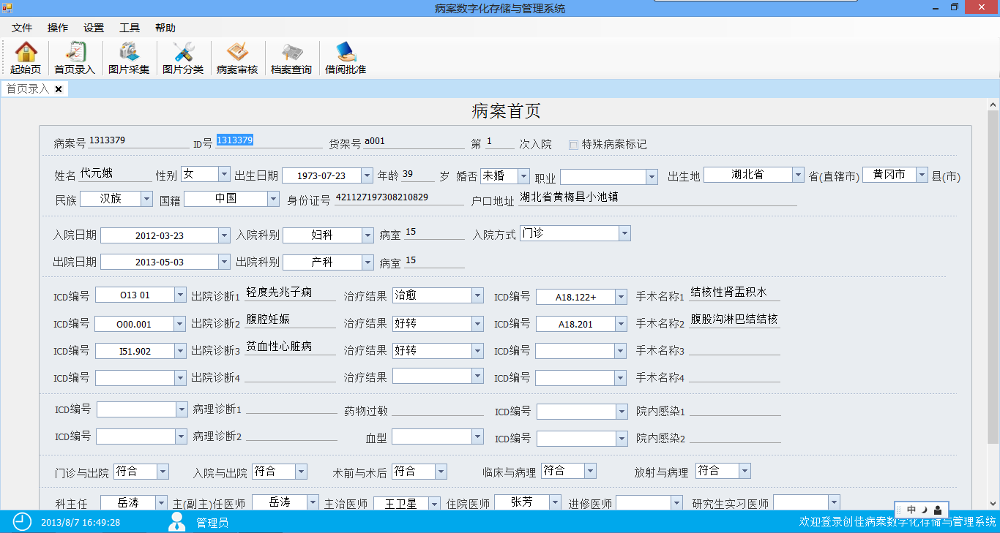 病案数字化存储与管理系统
文件 操作 设置 工具 帮助
起始页 首页录入 图片采集 图片分类 病案审核 档案查询 借阅批准
首页录入
病案首页
病案号 1313379 ID号 1313379 货架号 a001 第 1 次入院 特殊病案标记
姓名 代元娥 性别 女 出生日期 1973-07-23 年龄 39 岁 婚否 未婚 职业 出生地 湖北省 省(直辖市) 黄冈市 县(市)
民族 汉族 国籍 中国 身份证号 421127197308210829 户口地址 湖北省黄梅县小池镇
入院日期 2012-03-23 入院科别 妇科 病室 15 入院方式 门诊
出院日期 2013-05-03 出院科别 产科 病室 15
ICD编号 O13 01 出院诊断1 轻度先兆子痫 治疗结果 治愈 ICD编号 A18.122+ 手术名称1 结核性肾盂积水
ICD编号 O00.001 出院诊断2 腹腔妊娠 治疗结果 好转 ICD编号 A18.201 手术名称2 腹股沟淋巴结结核
ICD编号 I51.902 出院诊断3 贫血性心脏病 治疗结果 好转 ICD编号 手术名称3
ICD编号 出院诊断4 治疗结果 ICD编号 手术名称4
ICD编号 病理诊断1 药物过敏 ICD编号 院内感染1
ICD编号 病理诊断2 血型 ICD编号 院内感染2
门诊与出院 符合 入院与出院 符合 术前与术后 符合 临床与病理 符合 放射与病理 符合
科主任 岳涛 主(副主)任医师 岳涛 主治医师 王卫星 住院医师 张芳 进修医师 研究生实习医师
中
2013/8/7 16:49:28 管理员 欢迎登录创佳病案数字化存储与管理系统